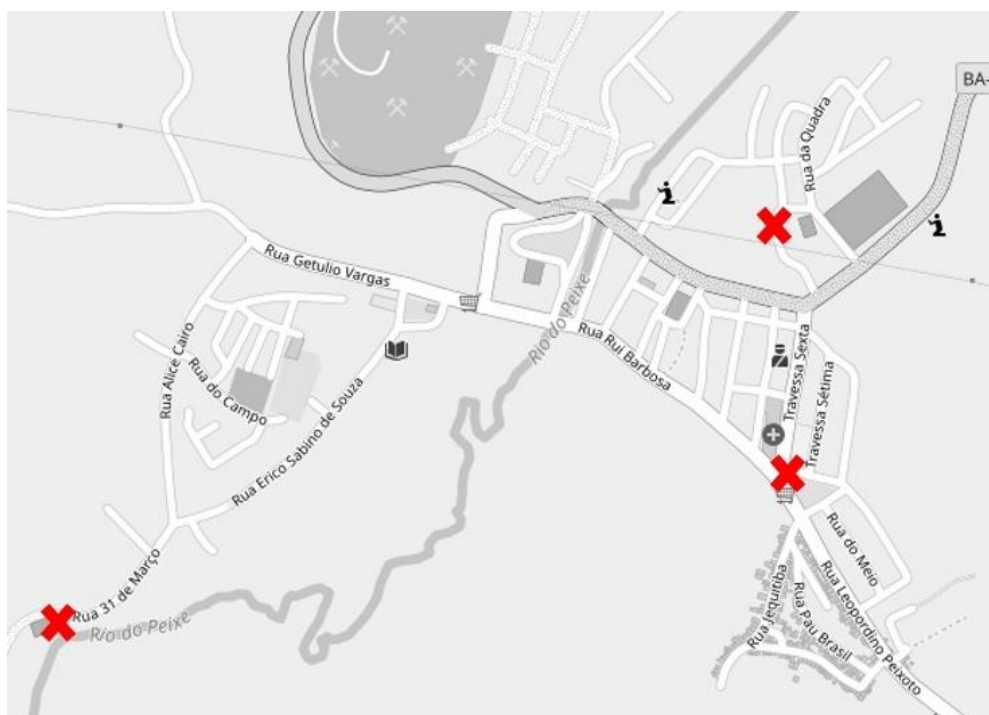 BA-
Rua da Quadra
Rua Getulio Vargas
Rio do Peixe
Rua Rui Barbosa
Rua Alice Cairo
Rua do Campo
Travessa Sexta
Travessa Sétima
Rua Erico Sabino de Souza
Rua do Meio
Rua 31 de Março
Rio do Peixe
Rua Jequitiba
Rua Pau Brasil
Rua Leopordino Peixoto